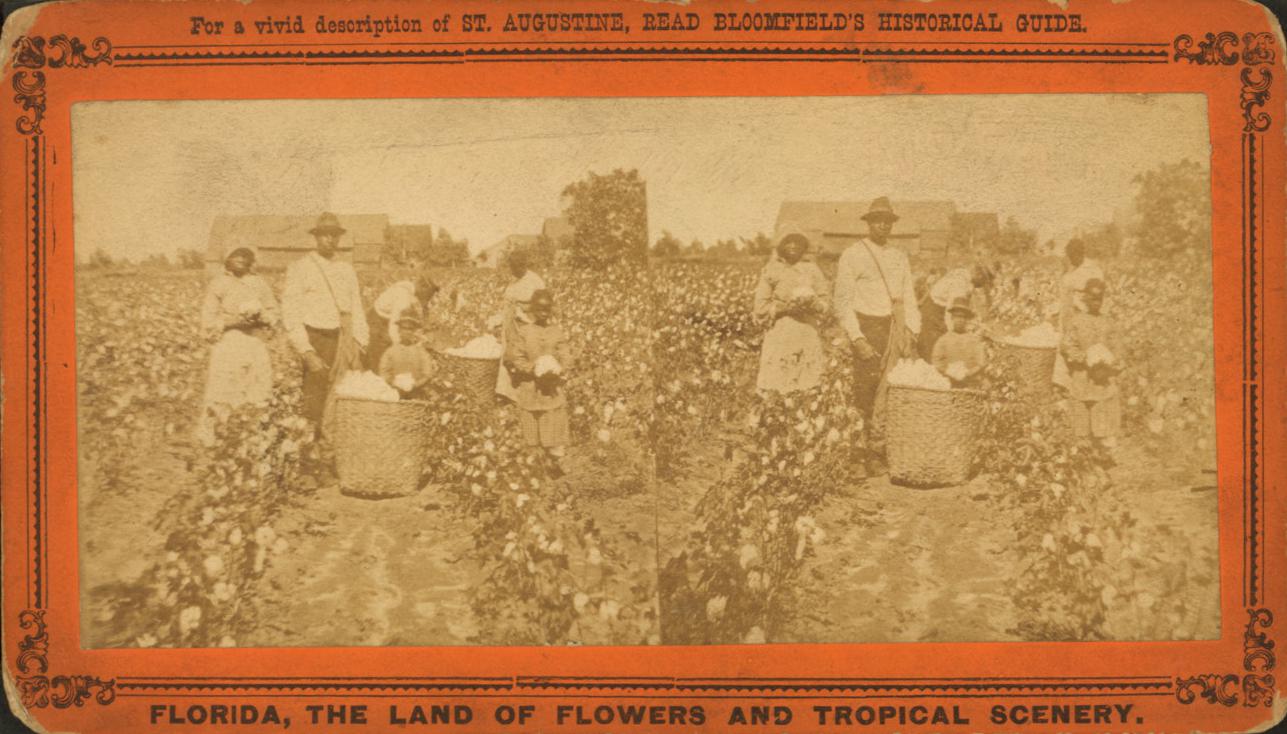 For a vivid description of ST. AUGUSTINE, READ BLOOMFIELD'S HISTORICAL GUIDE.
FLORIDA, THE LAND OF FLOWERS AND TROPICAL SCENERY.